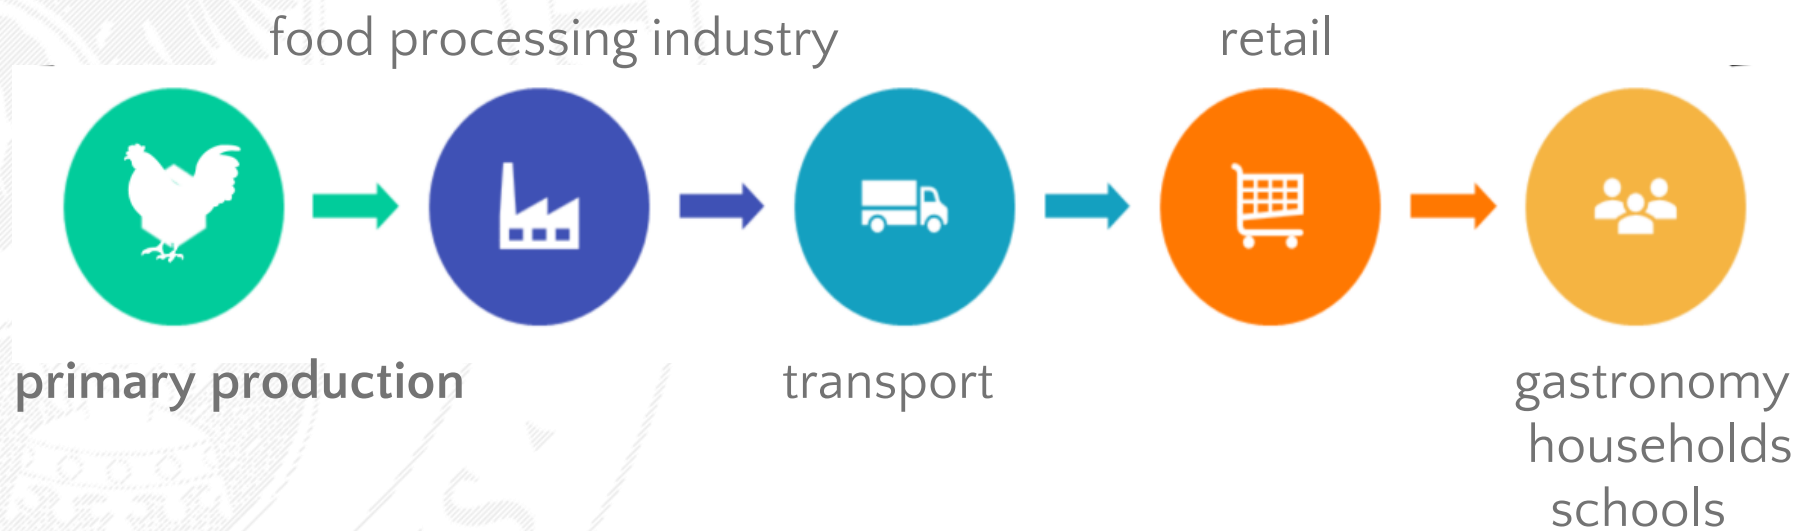 food processing industry
retail
primary production
transport
gastronomy
households
schools